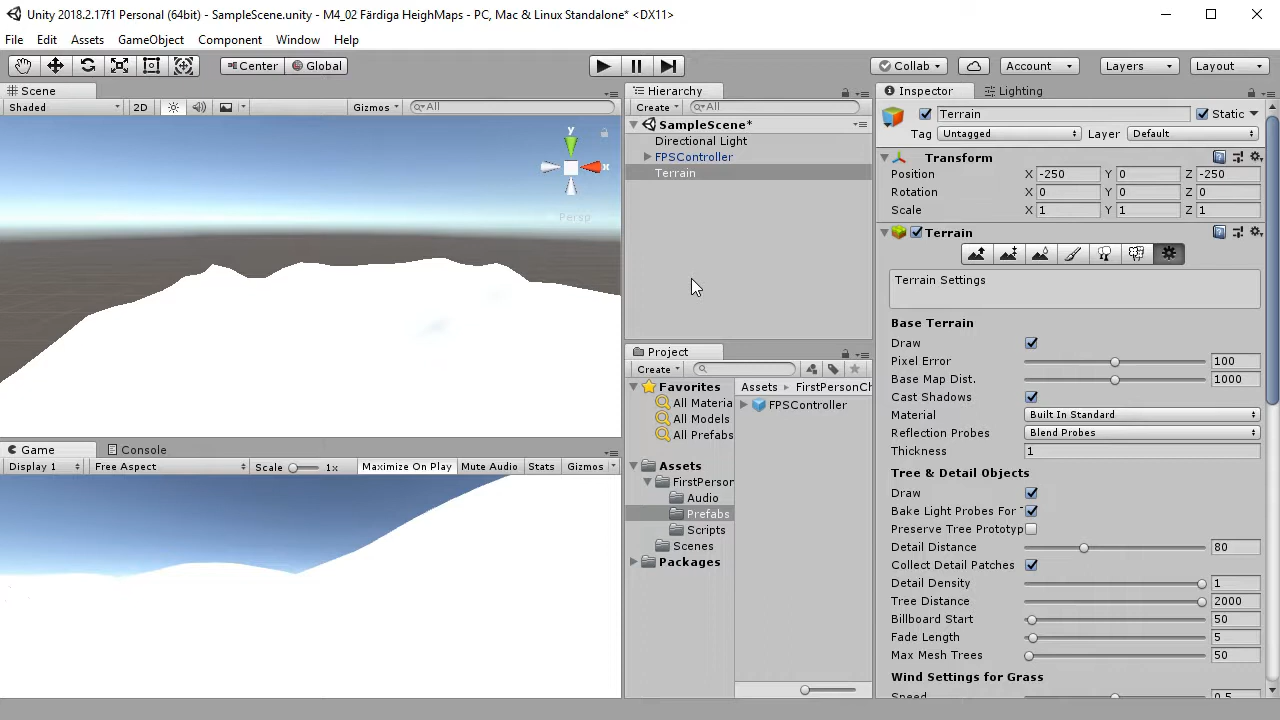 Unity 2018.2.17f1 Personal (64bit) - SampleScene.unity - M4_02 Färdiga HeighMaps - PC, Mac & Linux Standalone* <DX11>
File Edit Assets GameObject Component Window Help
Center Global Collab Account Layers Layout
Scene
Shaded 2D Gizmos All
y
x
Persp
Game Console
Display 1 Free Aspect Scale 1x Maximize On Play Mute Audio Stats Gizmos
Hierarchy
Create All
SampleScene*
Directional Light
FPSController
Terrain
Project
Create
Favorites
All Materia
All Models
All Prefabs
Assets
FirstPerson
Audio
Prefabs
Scripts
Scenes
Packages
Assets FirstPersonCh
FPSController
Inspector Lighting
Terrain Static
Tag Untagged Layer Default
Transform
Position X -250 Y 0 Z -250
Rotation X 0 Y 0 Z 0
Scale X 1 Y 1 Z 1
Terrain
Terrain Settings
Base Terrain
Draw
Pixel Error 100
Base Map Dist. 1000
Cast Shadows
Material Built In Standard
Reflection Probes Blend Probes
Thickness 1
Tree & Detail Objects
Draw
Bake Light Probes For T
Preserve Tree Prototyp
Detail Distance 80
Collect Detail Patches
Detail Density 1
Tree Distance 2000
Billboard Start 50
Fade Length 5
Max Mesh Trees 50
Wind Settings for Grass
Speed 0.5